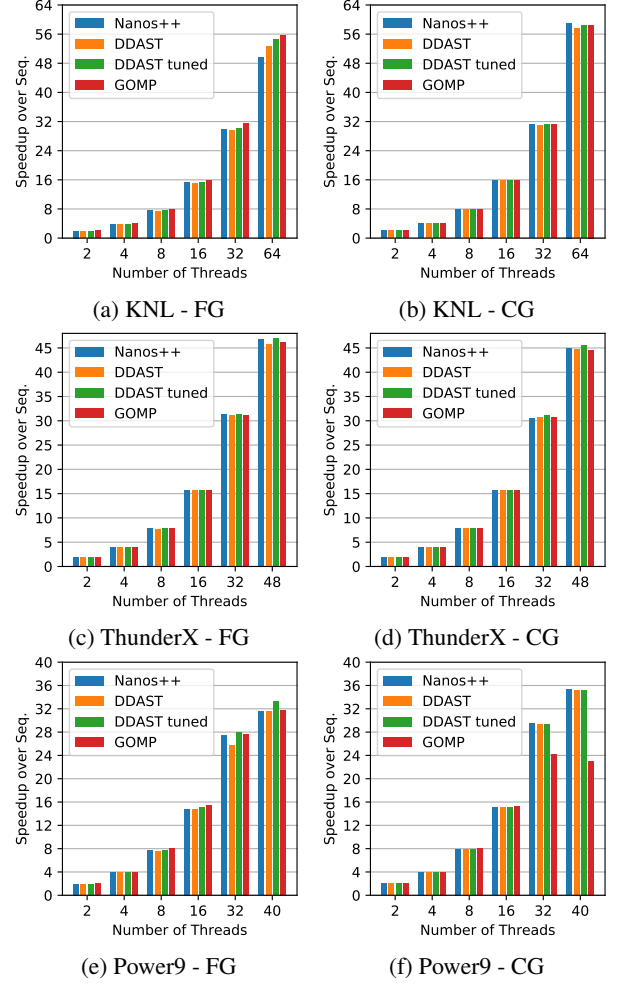 56
48
40
32
24
16
8
0
Speedup over Seq.
Nanos++
DDAST
DDAST tuned
GOMP
2 4 8 16 32 64
Number of Threads
(a) KNL - FG
56
48
40
32
24
16
8
0
Speedup over Seq.
Nanos++
DDAST
DDAST tuned
GOMP
2 4 8 16 32 64
Number of Threads
(b) KNL - CG
45
40
35
30
25
20
15
10
5
0
Speedup over Seq.
Nanos++
DDAST
DDAST tuned
GOMP
2 4 8 16 32 48
Number of Threads
(c) ThunderX - FG
45
40
35
30
25
20
15
10
5
0
Speedup over Seq.
Nanos++
DDAST
DDAST tuned
GOMP
2 4 8 16 32 48
Number of Threads
(d) ThunderX - CG
40
36
32
28
24
20
16
12
8
4
0
Speedup over Seq.
Nanos++
DDAST
DDAST tuned
GOMP
2 4 8 16 32 40
Number of Threads
(e) Power9 - FG
40
36
32
28
24
20
16
12
8
4
0
Speedup over Seq.
Nanos++
DDAST
DDAST tuned
GOMP
2 4 8 16 32 40
Number of Threads
(f) Power9 - CG